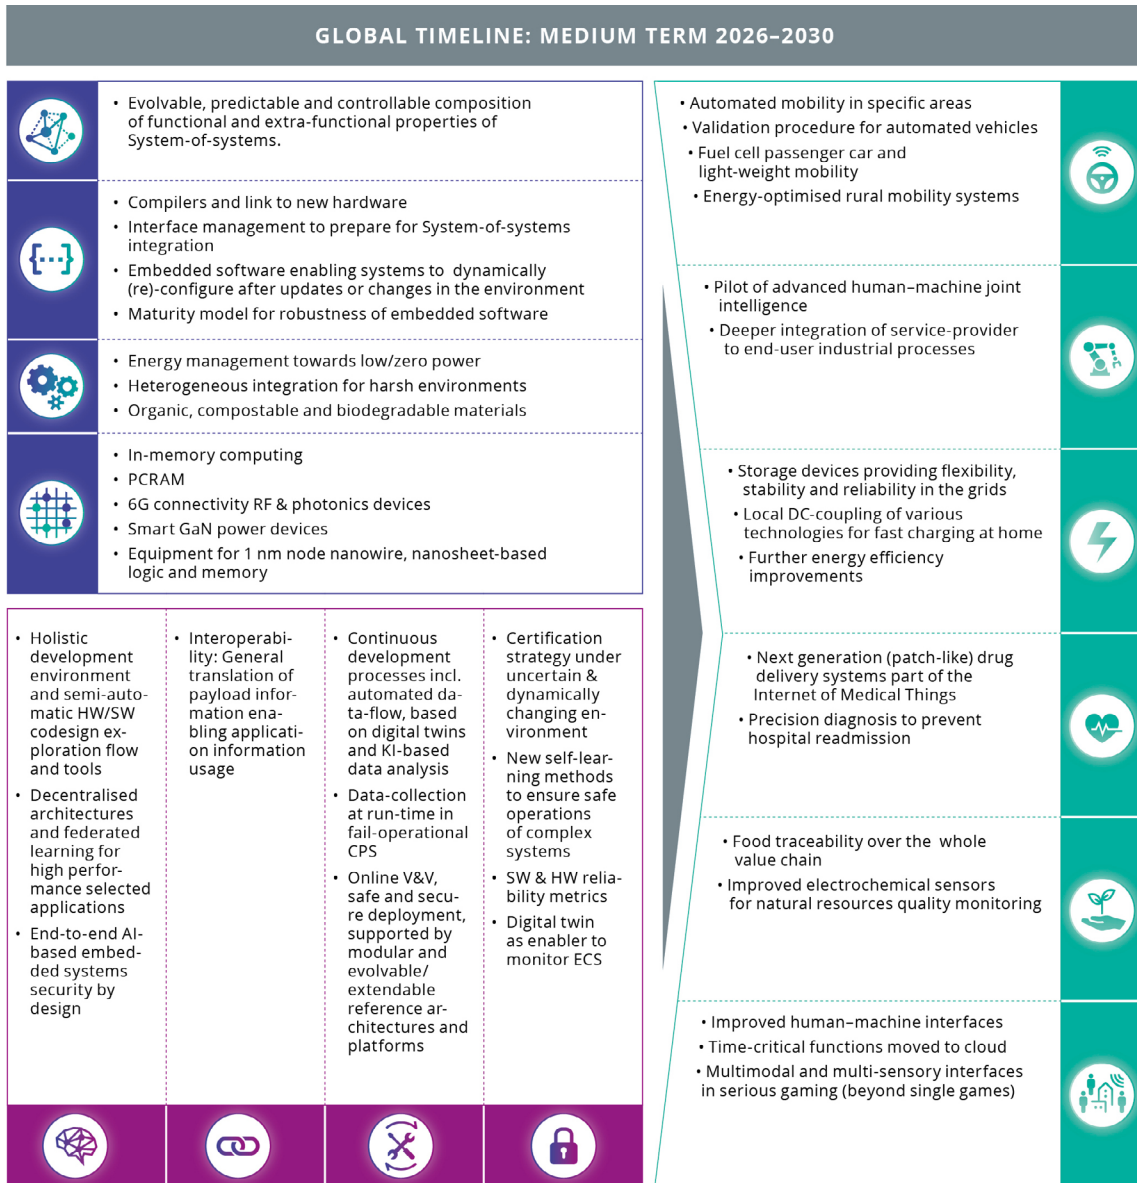 GLOBAL TIMELINE: MEDIUM TERM 2026–2030
• Evolvable, predictable and controllable composition
of functional and extra-functional properties of
System-of-systems.
• Compilers and link to new hardware
• Interface management to prepare for System-of-systems
integration
• Embedded software enabling systems to dynamically
(re)-configure after updates or changes in the environment
• Maturity model for robustness of embedded software
• Energy management towards low/zero power
• Heterogeneous integration for harsh environments
• Organic, compostable and biodegradable materials
• In-memory computing
• PCRAM
• 6G connectivity RF & photonics devices
• Smart GaN power devices
• Equipment for 1 nm node nanowire, nanosheet-based
logic and memory
• Holistic
development
environment
and semi-auto-
matic HW/SW
codesign ex-
ploration flow
and tools
• Decentralised
architectures
and federated
learning for
high perfor-
mance selected
applications
• End-to-end AI-
based embed-
ded systems
security by
design
• Interoperabi-
lity: General
translation of
payload infor-
mation ena-
bling applicati-
on information
usage
• Continuous
development
processes incl.
automated da-
ta-flow, based
on digital twins
and KI-based
data analysis
• Data-collection
at run-time in
fail-operational
CPS
• Online V&V,
safe and secu-
re deployment,
supported by
modular and
evolvable/
extendable
reference ar-
chitectures and
platforms
• Certification
strategy under
uncertain &
dynamically
changing en-
vironment
• New self-lear-
ning methods
to ensure safe
operations
of complex
systems
• SW & HW relia-
bility metrics
• Digital twin
as enabler to
monitor ECS
• Automated mobility in specific areas
• Validation procedure for automated vehicles
• Fuel cell passenger car and
light-weight mobility
• Energy-optimised rural mobility systems
• Pilot of advanced human–machine joint
intelligence
• Deeper integration of service-provider
to end-user industrial processes
• Storage devices providing flexibility,
stability and reliability in the grids
• Local DC-coupling of various
technologies for fast charging at home
• Further energy efficiency
improvements
• Next generation (patch-like) drug
delivery systems part of the
Internet of Medical Things
• Precision diagnosis to prevent
hospital readmission
• Food traceability over the whole
value chain
• Improved electrochemical sensors
for natural resources quality monitoring
• Improved human–machine interfaces
• Time-critical functions moved to cloud
• Multimodal and multi-sensory interfaces
in serious gaming (beyond single games)